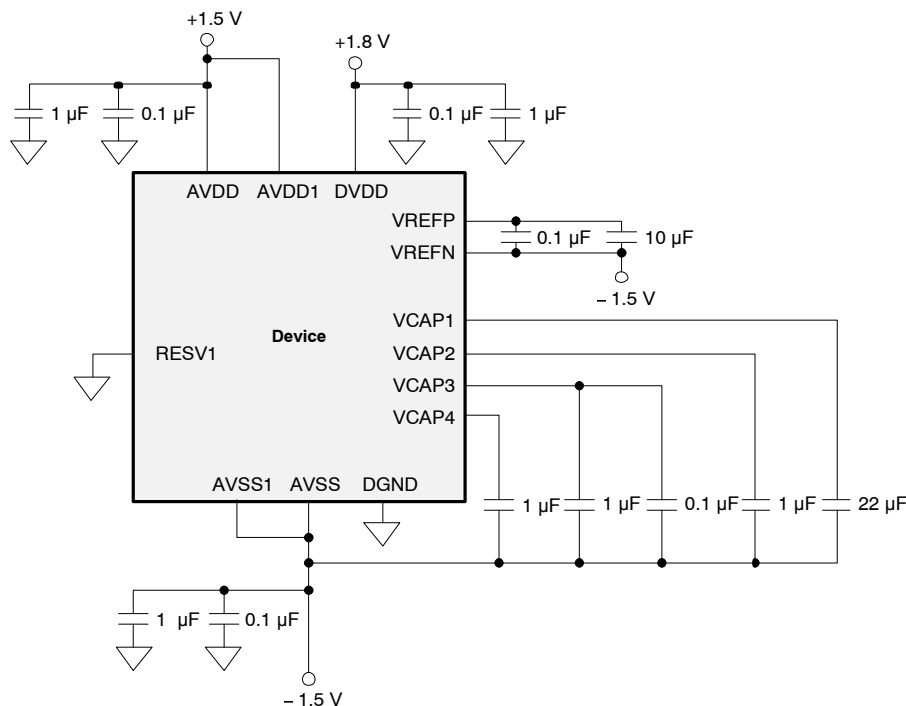 +1.5 V
+1.8 V
1 µF
0.1 µF
0.1 µF
1 µF
AVDD
AVDD1
DVDD
VREFP
VREFN
0.1 µF
10 µF
– 1.5 V
Device
RESV1
VCAP1
VCAP2
VCAP3
VCAP4
AVSS1
AVSS
DGND
1 µF
1 µF
0.1 µF
1 µF
22 µF
1 µF
0.1 µF
– 1.5 V